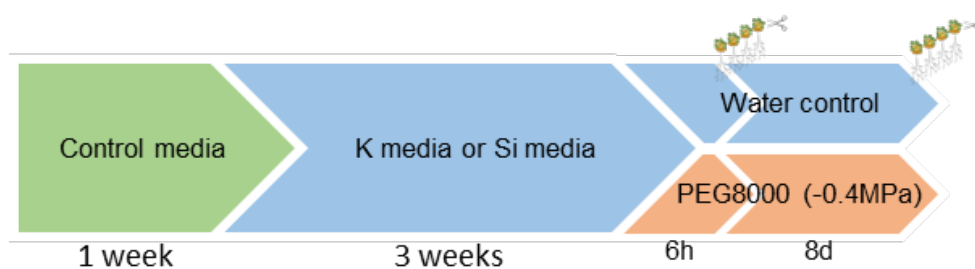 Control media
K media or Si media
Water control
PEG8000 (-0.4MPa)
1 week
3 weeks
6h
8d